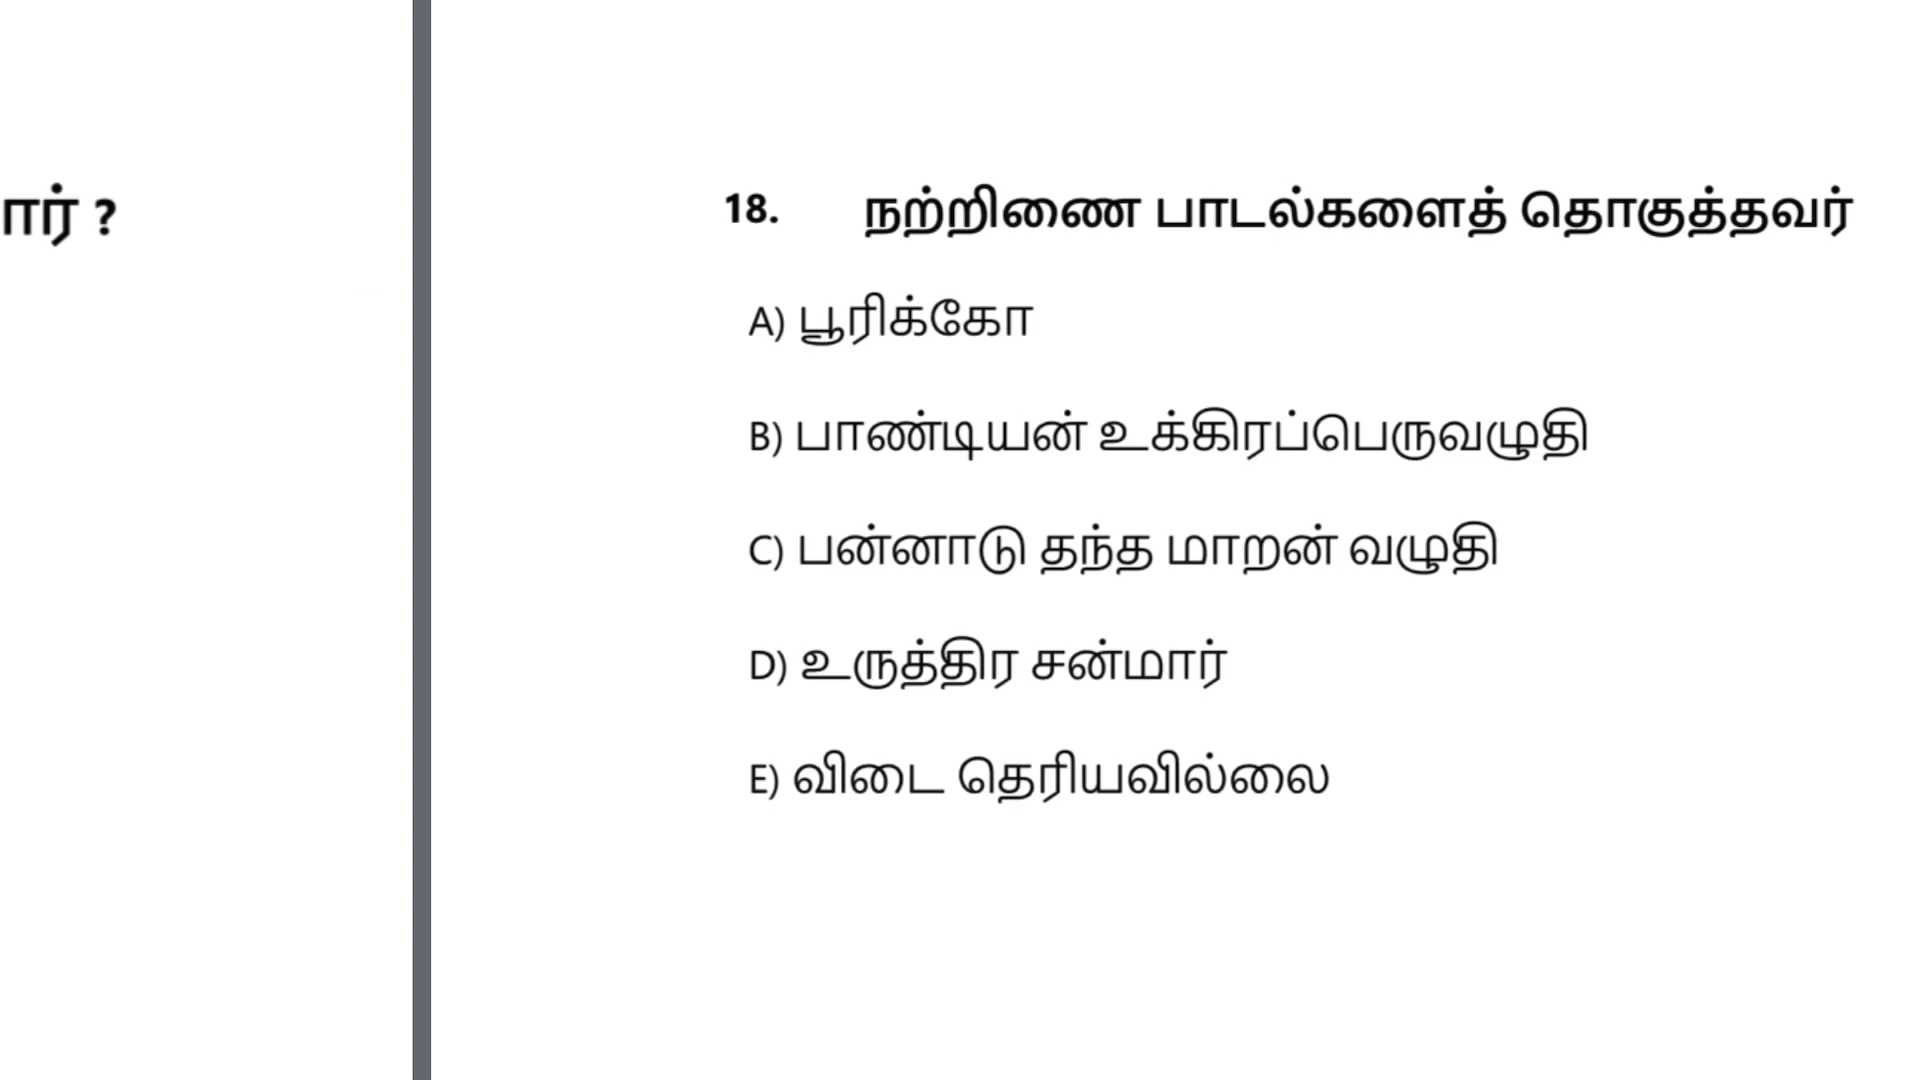 ார் ?
18. நற்றிணை பாடல்களைத் தொகுத்தவர்
A) பூரிக்கோ
B) பாண்டியன் உக்கிரப்பெருவழுதி
C) பன்னாடு தந்த மாறன் வழுதி
D) உருத்திர சன்மார்
E) விடை தெரியவில்லை